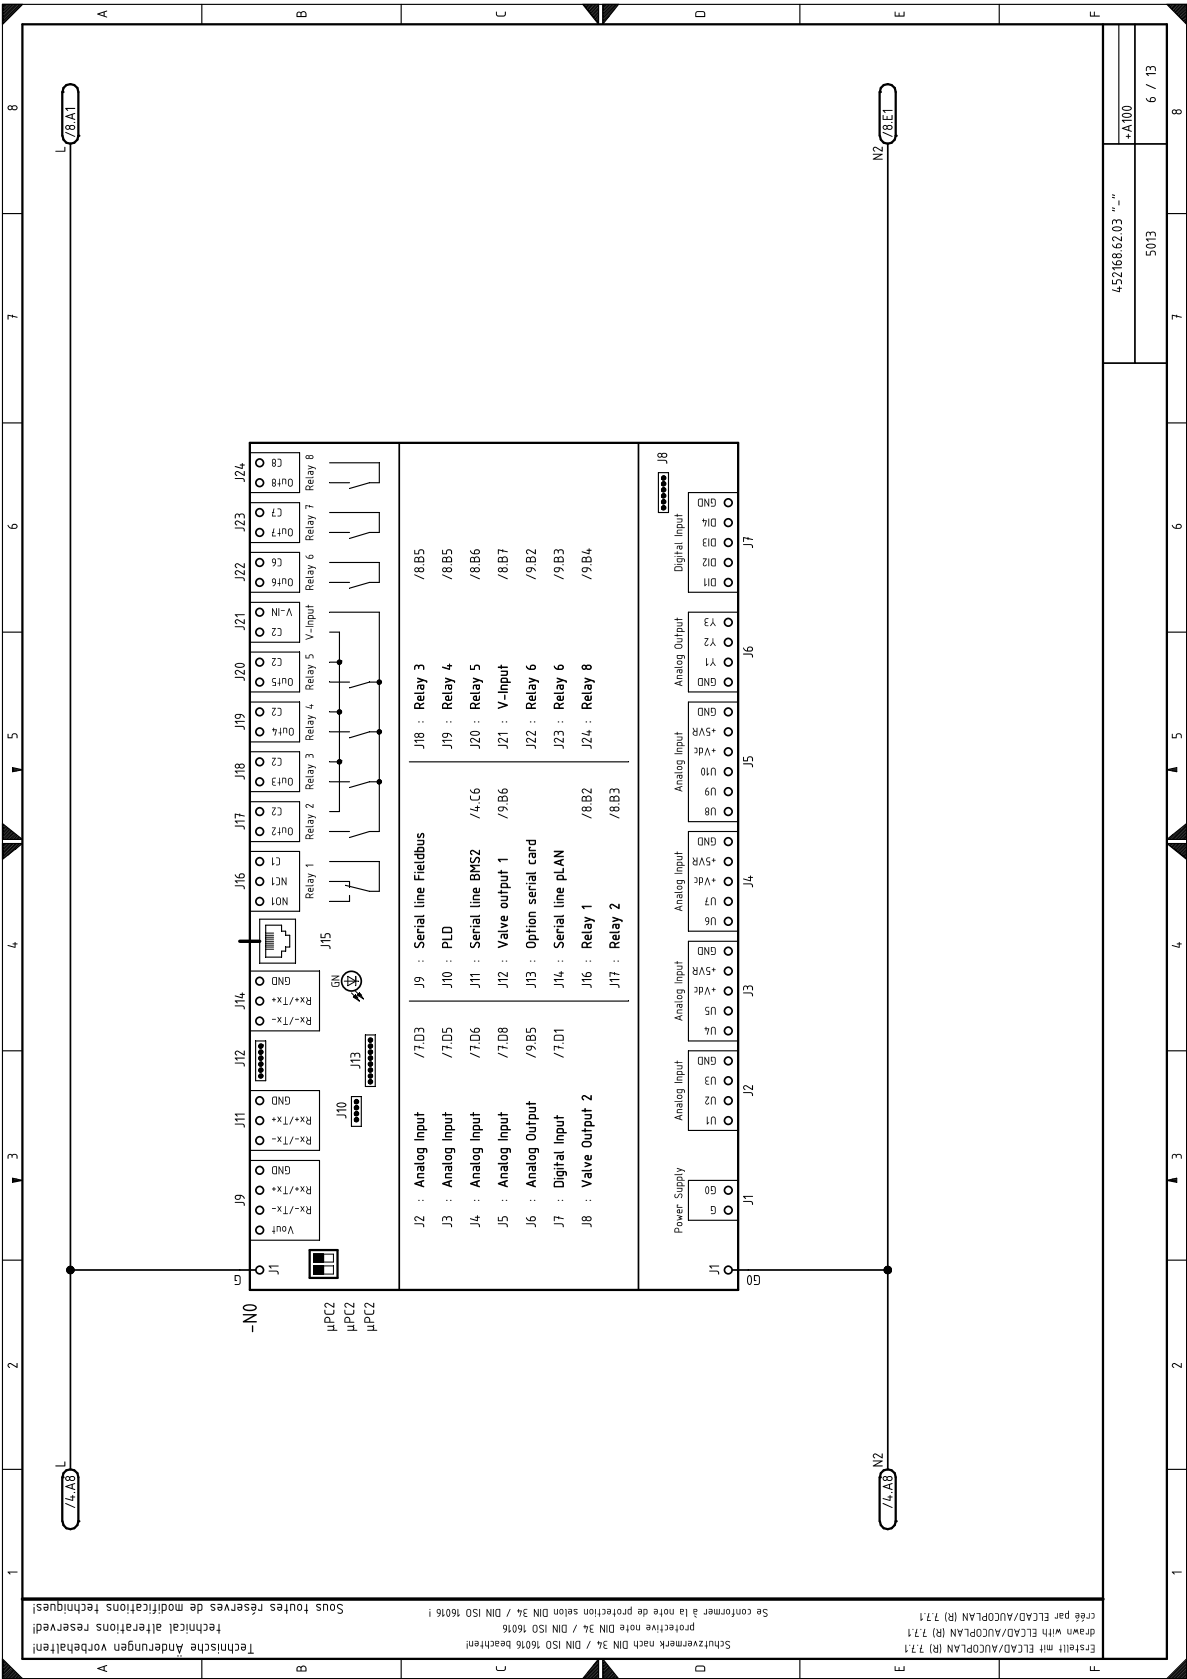 1 2 3 4 5 6 7 8
A
B
C
D
E
F
/4.A8
L
L
/8.A1
G
-N0
J1
µPC2
µPC2
µPC2
J9
Vout
Rx-/Tx-
Rx+/Tx+
GND
J11
Rx-/Tx-
Rx+/Tx+
GND
J10
J12
J13
J14
Rx-/Tx-
Rx+/Tx+
GND
GN
J15
J16
NO1
NC1
C1
Relay 1
J17
Out2
C2
Relay 2
J18
Out3
C2
Relay 3
J19
Out4
C2
Relay 4
J20
Out5
C2
Relay 5
J21
C2
V-IN
V-Input
J22
Out6
C6
Relay 6
J23
Out7
C7
Relay 7
J24
Out8
C8
Relay 8
J2 : Analog Input /7.D3
J3 : Analog Input /7.D5
J4 : Analog Input /7.D6
J5 : Analog Input /7.D8
J6 : Analog Output /9.B5
J7 : Digital Input /7.D1
J8 : Valve Output 2
J9 : Serial line Fieldbus
J10 : PLD
J11 : Serial line BMS2 /4.C6
J12 : Valve output 1 /9.B6
J13 : Option serial card
J14 : Serial line pLAN
J16 : Relay 1 /8.B2
J17 : Relay 2 /8.B3
J18 : Relay 3 /8.B5
J19 : Relay 4 /8.B5
J20 : Relay 5 /8.B6
J21 : V-Input /8.B7
J22 : Relay 6 /9.B2
J23 : Relay 6 /9.B3
J24 : Relay 8 /9.B4
J1
G0
Power Supply
G
G0
J1
Analog Input
U1
U2
U3
GND
J2
Analog Input
U4
U5
+Vdc
+5VR
GND
J3
Analog Input
U6
U7
+Vdc
+5VR
GND
J4
Analog Input
U8
U9
U10
+Vdc
+5VR
GND
J5
Analog Output
GND
Y1
Y2
Y3
J6
Digital Input
DI1
DI2
DI3
DI4
GND
J7
J8
/4.A8
N2
N2
/8.E1
452168.62.03 "-"
+A100
5013
6 / 13
1 2 3 4 5 6 7 8
A
B
C
D
E
F
Technische Änderungen vorbehalten!
technical alterations reserved
Sous toutes réserves de modifications techniques!
Schutzvermerk nach DIN 34 / DIN ISO 16016 beachten!
protective note DIN 34 / DIN ISO 16016
Se conformer à la note de protection selon DIN 34 / DIN ISO 16016 !
Erstellt mit ELCAD/AUCOPLAN (R) 7.7.1
drawn with ELCAD/AUCOPLAN (R) 7.7.1
créé par ELCAD/AUCOPLAN (R) 7.7.1